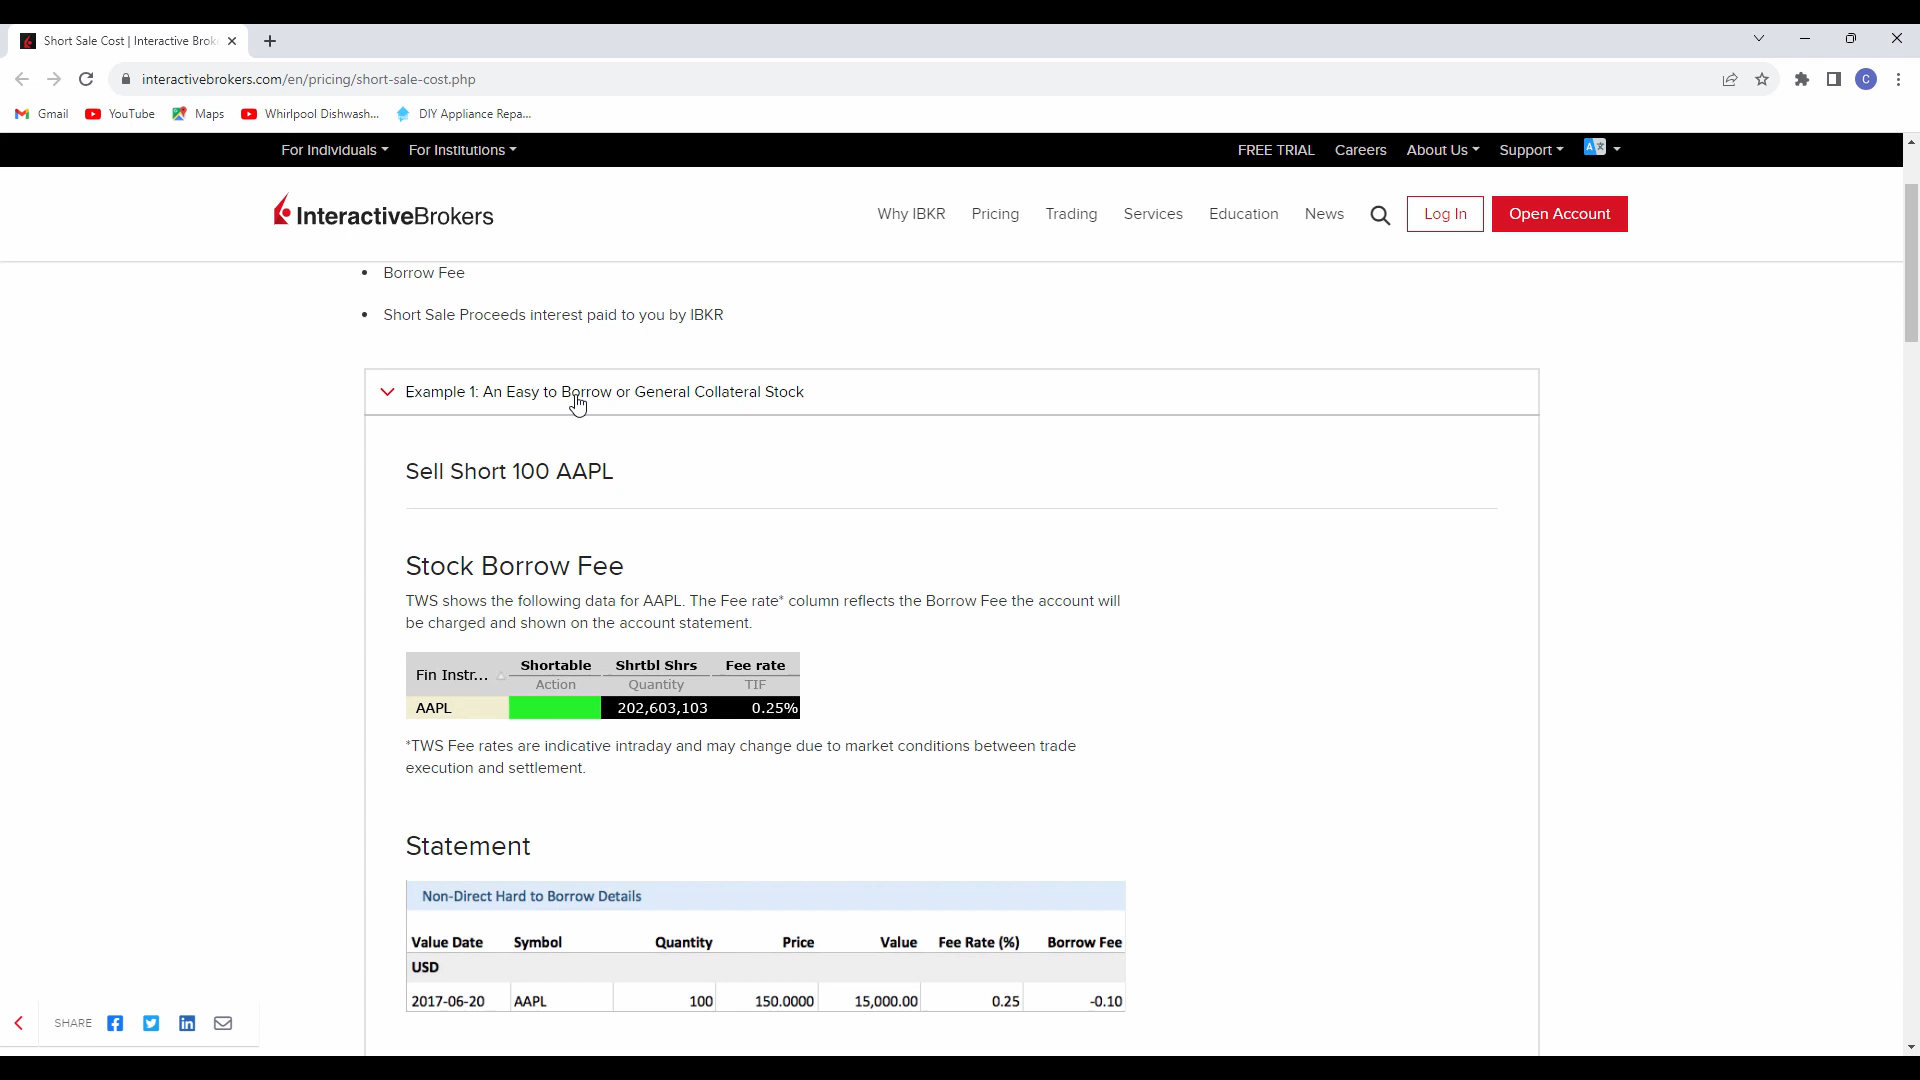 Short Sale Cost | Interactive Brok
interactivebrokers.com/en/pricing/short-sale-cost.php
C
Gmail YouTube Maps Whirlpool Dishwash... DIY Appliance Repa...
For Individuals For Institutions FREE TRIAL Careers About Us Support
InteractiveBrokers Why IBKR Pricing Trading Services Education News Log In Open Account
• Borrow Fee
• Short Sale Proceeds interest paid to you by IBKR
Example 1: An Easy to Borrow or General Collateral Stock
Sell Short 100 AAPL
Stock Borrow Fee
TWS shows the following data for AAPL. The Fee rate* column reflects the Borrow Fee the account will
be charged and shown on the account statement.
Fin Instr... Shortable Shrtbl Shrs Fee rate
Action Quantity TIF
AAPL 202,603,103 0.25%
*TWS Fee rates are indicative intraday and may change due to market conditions between trade
execution and settlement.
Statement
Non-Direct Hard to Borrow Details
Value Date Symbol Quantity Price Value Fee Rate (%) Borrow Fee
USD
2017-06-20 AAPL 100 150.0000 15,000.00 0.25 -0.10
SHARE